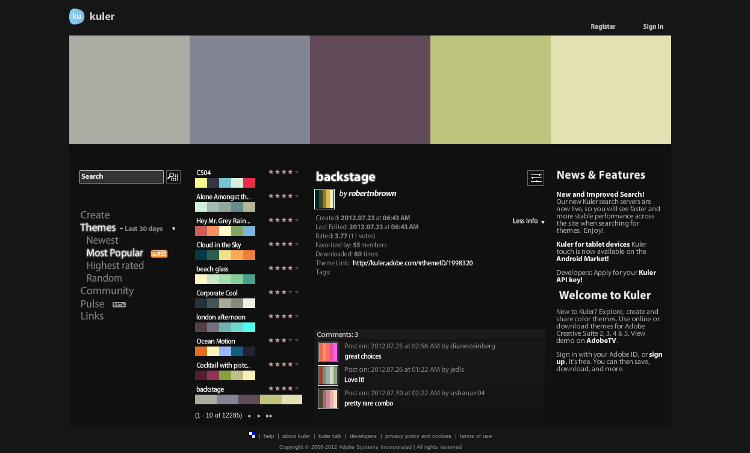 ku kuler
Register Sign In
Search
Create
Themes - Last 30 days
Newest
Most Popular RSS
Highest rated
Random
Community
Pulse
Links
CS04
Alone Amongst th...
Hey Mr. Grey Rain ...
Cloud in the Sky
beach glass
Corporate Cool
london afternoon
Ocean Motion
Cocktail with pistc...
backstage
(1 - 10 of 12285)
backstage
by robertnbrown
Created: 2012.07.23 at 06:43 AM
Last Edited: 2012.07.23 at 06:43 AM
Rated: 3.77 (11 votes)
Favorited by: 55 members
Downloaded: 80 times
Theme Link: http://kuler.adobe.com/#themeID/1998320
Tags:
Less Info
Comments: 3
Post on: 2012.07.25 at 02:56 AM by dianesteinberg
great choices
Post on: 2012.07.26 at 01:22 AM by jedis
Love it!
Post on: 2012.07.30 at 02:22 AM by ushanair04
pretty rare combo
News & Features
New and Improved Search!
Our new Kuler search servers are
now live, so you will see faster and
more stable performance across
the site when searching for
themes. Enjoy!
Kuler for tablet devices Kuler
touch is now available on the
Android Market!
Developers: Apply for your Kuler
API key!
Welcome to Kuler
New to Kuler? Explore, create and
share color themes. Use online or
download themes for Adobe
Creative Suite 2, 3, 4 & 5. View
demo on AdobeTV.
Sign in with your Adobe ID, or sign
up, it's free. You can then save,
download, and more.
| help | about kuler | kuler talk | developers | privacy policy and cookies | terms of use
Copyright © 2006-2012 Adobe Systems Incorporated | All rights reserved